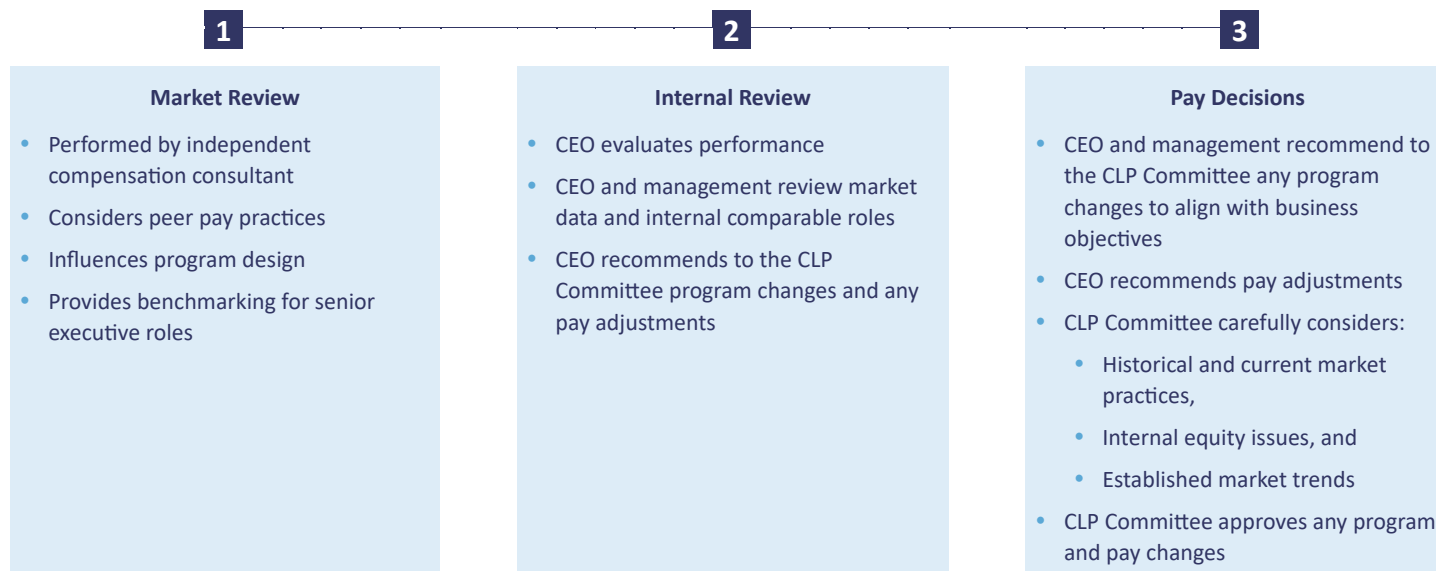 1
Market Review
• Performed by independent
compensation consultant
• Considers peer pay practices
• Influences program design
• Provides benchmarking for senior
executive roles
2
Internal Review
• CEO evaluates performance
• CEO and management review market
data and internal comparable roles
• CEO recommends to the CLP
Committee program changes and any
pay adjustments
3
Pay Decisions
• CEO and management recommend to
the CLP Committee any program
changes to align with business
objectives
• CEO recommends pay adjustments
• CLP Committee carefully considers:
• Historical and current market
practices,
• Internal equity issues, and
• Established market trends
• CLP Committee approves any program
and pay changes